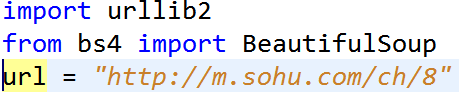 import urllib2
from bs4 import BeautifulSoup
url = "http://m.sohu.com/ch/8"